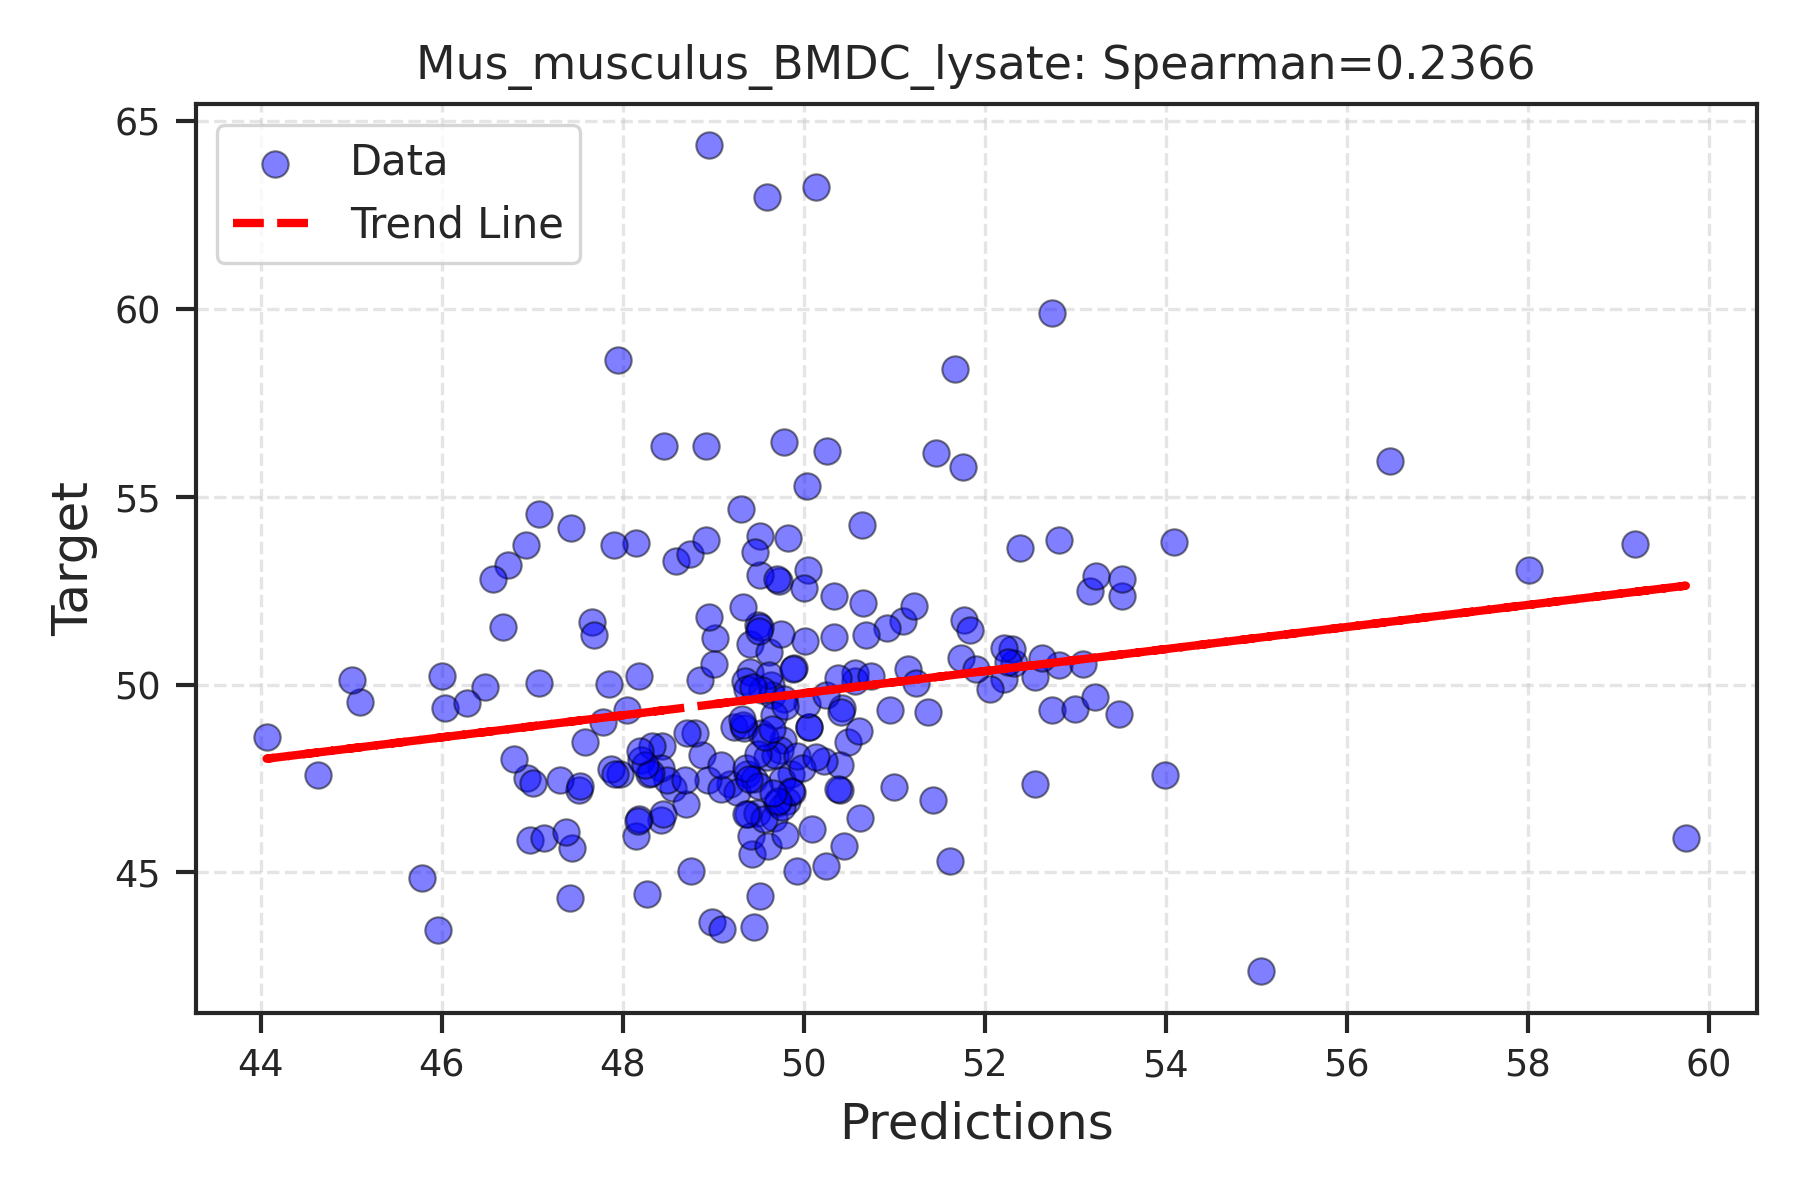 Mus_musculus_BMDC_lysate: Spearman=0.2366
Data
Trend Line
65
60
55
50
45
Target
44 46 48 50 52 54 56 58 60
Predictions